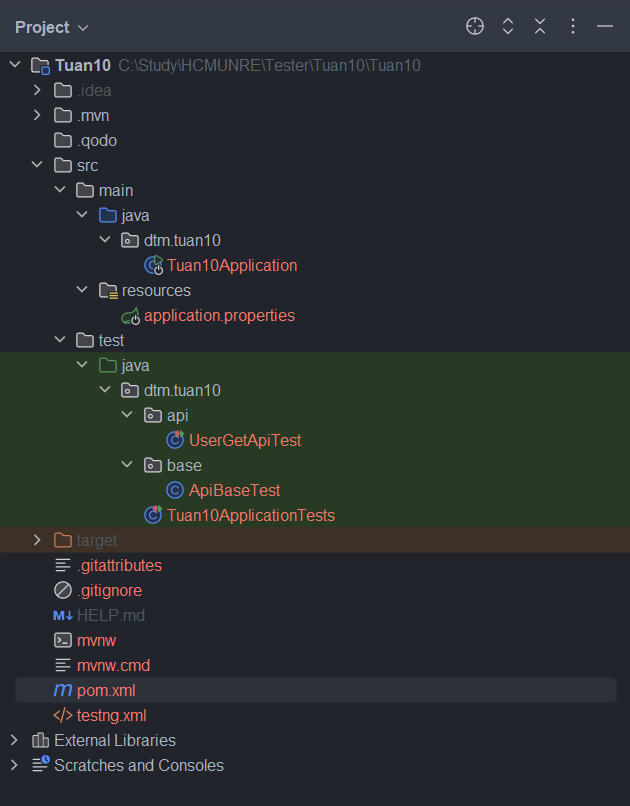 Project
Tuan10 C:\Study\HCMUNRE\Tester\Tuan10\Tuan10
.idea
.mvn
.qodo
src
main
java
dtm.tuan10
Tuan10Application
resources
application.properties
test
java
dtm.tuan10
api
UserGetApiTest
base
ApiBaseTest
Tuan10ApplicationTests
target
.gitattributes
.gitignore
M↓ HELP.md
mvnw
mvnw.cmd
m pom.xml
testng.xml
External Libraries
Scratches and Consoles